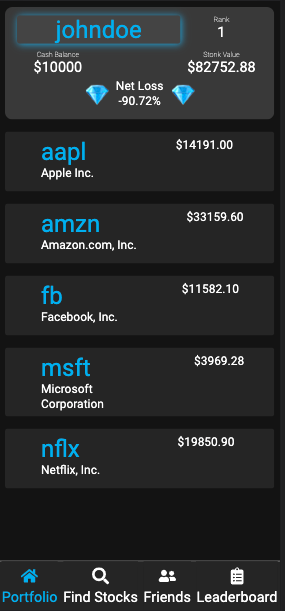 johndoe
Rank
1
Cash Balance
$10000
Stonk Value
$82752.88
Net Loss
-90.72%
aapl
$14191.00
Apple Inc.
amzn
$33159.60
Amazon.com, Inc.
fb
$11582.10
Facebook, Inc.
msft
$3969.28
Microsoft
Corporation
nflx
$19850.90
Netflix, Inc.
Portfolio
Find Stocks
Friends
Leaderboard